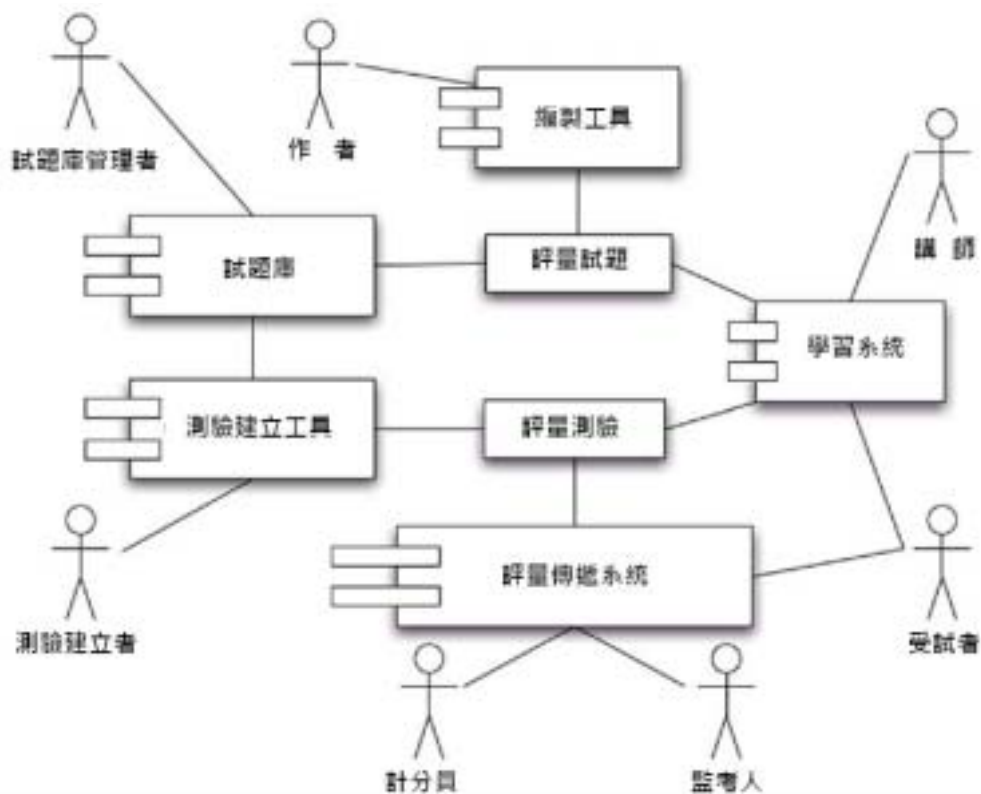 編製工具
作 者
試題庫管理者
講 師
試題庫
評量試題
學習系統
測驗建立工具
評量測驗
評量傳遞系統
測驗建立者
受試者
計分員
監考人